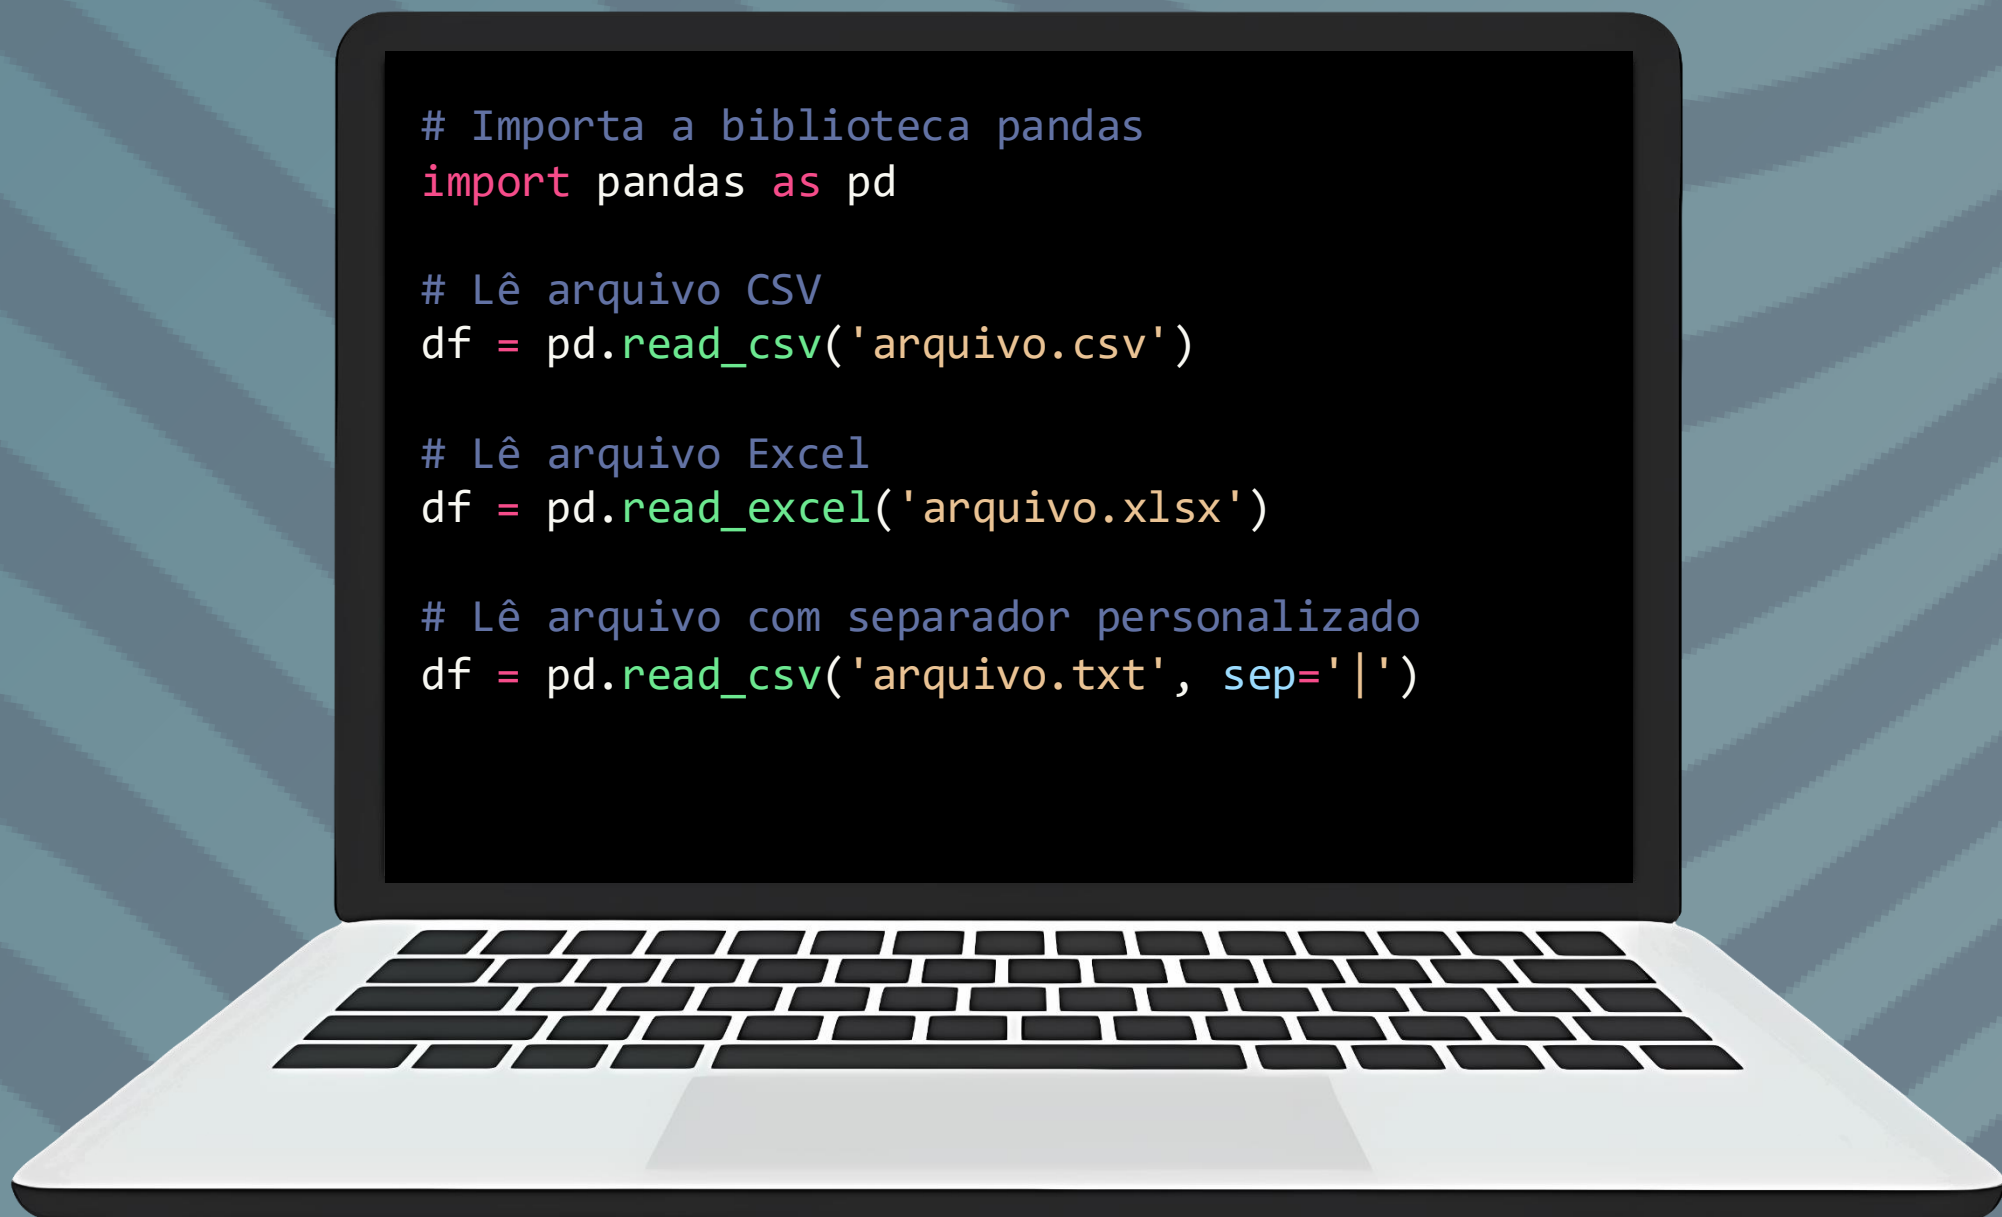 # Importa a biblioteca pandas
import pandas as pd
# Lê arquivo CSV
df = pd.read_csv('arquivo.csv')
# Lê arquivo Excel
df = pd.read_excel('arquivo.xlsx')
# Lê arquivo com separador personalizado
df = pd.read_csv('arquivo.txt', sep='|')